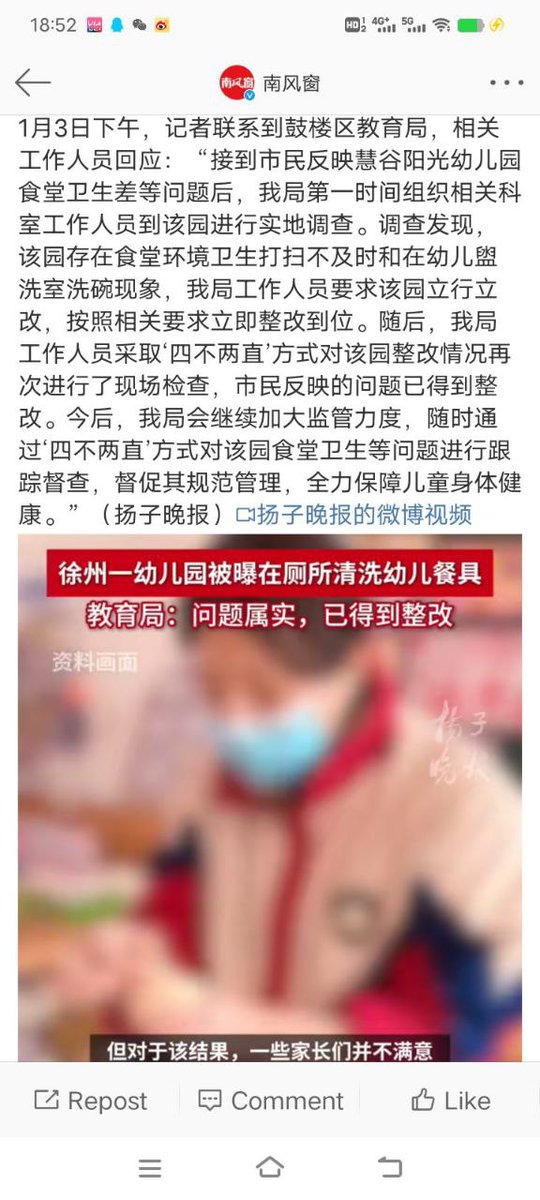 18:52
HD 1 2 4G+ 5G
南风窗
南风窗
1月3日下午，记者联系到鼓楼区教育局，相关
工作人员回应：“接到市民反映慧谷阳光幼儿园
食堂卫生差等问题后，我局第一时间组织相关科
室工作人员到该园进行实地调查。调查发现，
该园存在食堂环境卫生打扫不及时和在幼儿盥
洗室洗碗现象，我局工作人员要求该园立行立
改，按照相关要求立即整改到位。随后，我局
工作人员采取‘四不两直’方式对该园整改情况再
次进行了现场检查，市民反映的问题已得到整
改。今后，我局会继续加大监管力度，随时通
过‘四不两直’方式对该园食堂卫生等问题进行跟
踪督查，督促其规范管理，全力保障儿童身体健
康。”（扬子晚报）扬子晚报的微博视频
徐州一幼儿园被曝在厕所清洗幼儿餐具
教育局：问题属实，已得到整改
资料画面
扬子
晚报
但对于该结果，一些家长们并不满意
Repost
Comment
Like